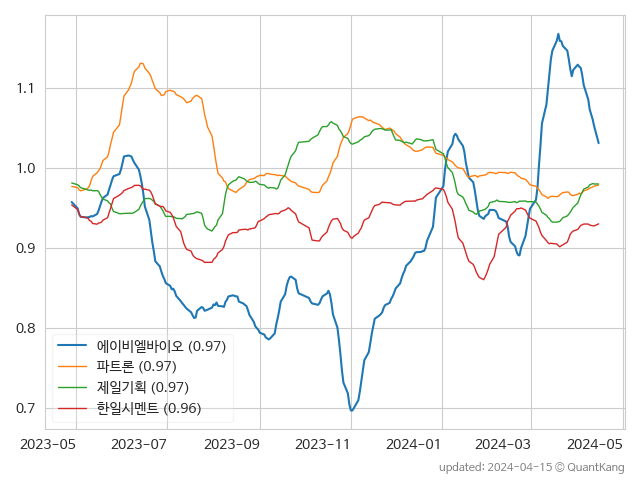 1.1
1.0
0.9
0.8
0.7
에이비엘바이오 (0.97)
파트론 (0.97)
제일기획 (0.97)
한일시멘트 (0.96)
2023-05 2023-07 2023-09 2023-11 2024-01 2024-03 2024-05
updated: 2024-04-15 © QuantKang